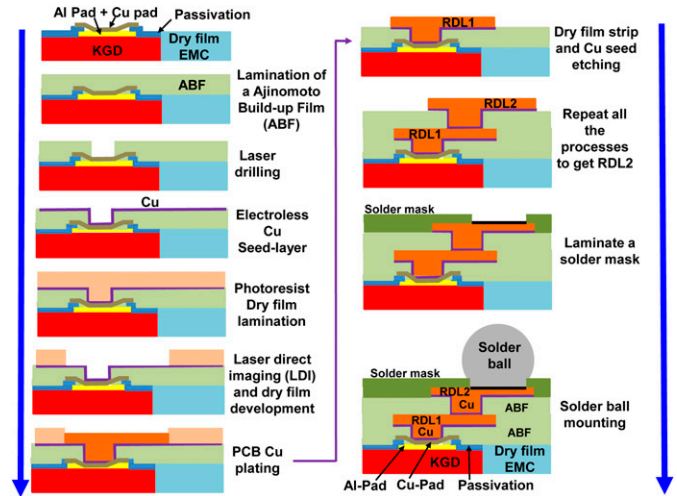 Al Pad + Cu pad
Passivation
KGD
Dry film
EMC
ABF
Lamination of
a Ajinomoto
Build-up Film
(ABF)
Laser
drilling
Cu
Electroless
Cu
Seed-layer
Photoresist
Dry film
lamination
Laser direct
imaging (LDI)
and dry film
development
PCB Cu
plating
RDL1
Dry film strip
and Cu seed
etching
RDL2
RDL1
Repeat all
the
processes
to get RDL2
Solder mask
Laminate a
solder mask
Solder
ball
Solder mask
RDL2
Cu
ABF
RDL1
Cu
ABF
Solder ball
mounting
KGD
Dry film
EMC
Al-Pad
Cu-Pad
Passivation